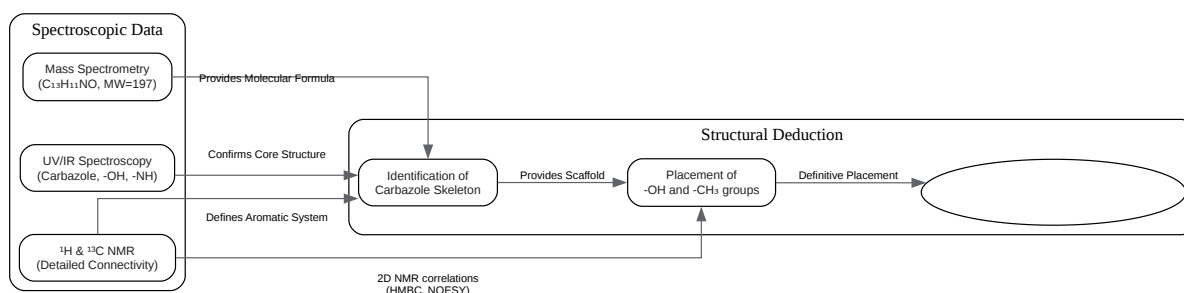 Spectroscopic Data
Mass Spectrometry
(C₁₃H₁₁NO, MW=197)
Provides Molecular Formula
Structural Deduction
UV/IR Spectroscopy
(Carbazole, -OH, -NH)
Confirms Core Structure
Identification of
Carbazole Skeleton
Provides Scaffold
Placement of
-OH and -CH₃ groups
Definitive Placement
Defines Aromatic System
¹H & ¹³C NMR
(Detailed Connectivity)
2D NMR correlations
(HMBC, NOESY)